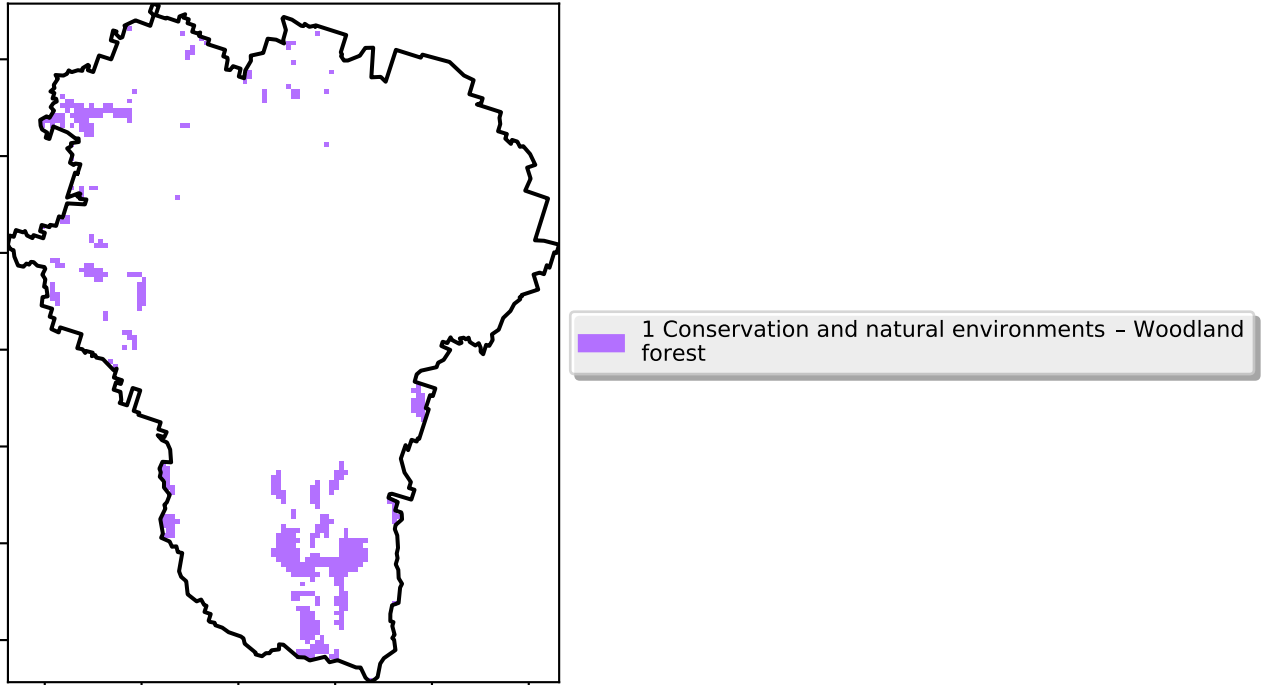 1 Conservation and natural environments – Woodland
forest